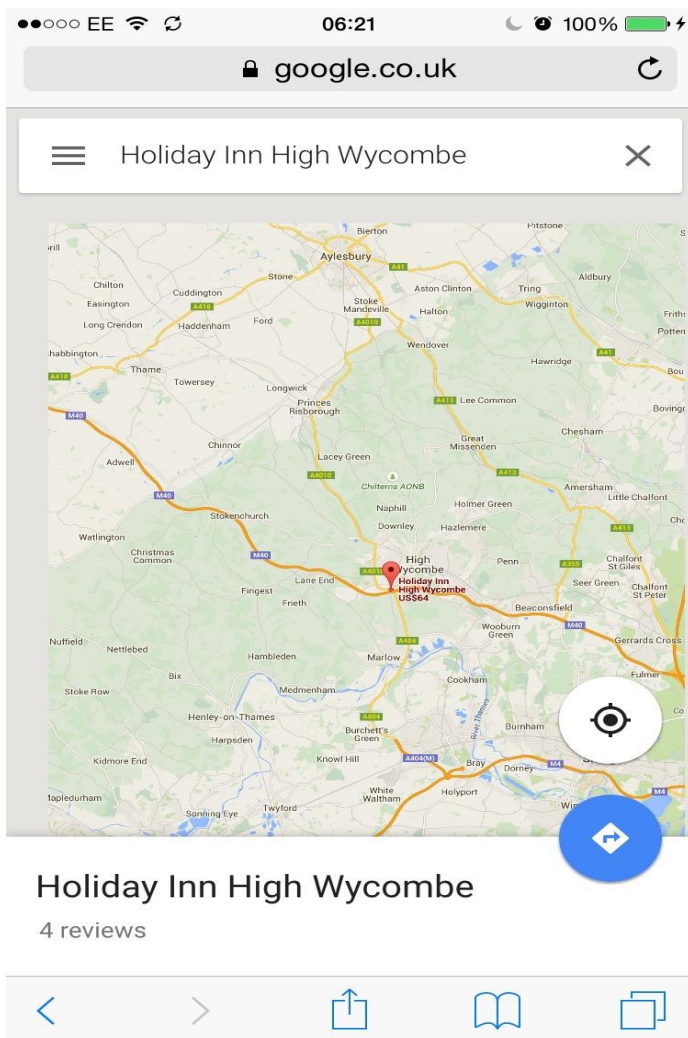 EE 06:21 100%
google.co.uk
Holiday Inn High Wycombe
Bierton
Pitstone
Aylesbury
A41
Chilton
Cuddington
Stone
Aston Clinton
Tring
Aldbury
Easington
A418
Stoke
Mandeville
Halton
Wigginton
Long Crendon
Haddenham
Ford
A4010
Wendover
Thame
Hawridge
A41
A418
Towersey
Longwick
Princes
Risborough
A413
Lee Common
M40
Chinnor
Great
Missenden
Chesham
Adwell
Lacey Green
A4010
A413
Chilterns AONB
M40
Amersham
Little Chalfont
Naphill
Holmer Green
Stokenchurch
Downley
Hazlemere
A413
Watlington
Christmas
Common
M40
High
Wycombe
Penn
A355
Chalfont
St Giles
Lane End
Holiday Inn
High Wycombe
US$64
Seer Green
Chalfont
St Peter
Fingest
Frieth
Beaconsfield
Wooburn
Green
M40
Nuffield
Nettlebed
A404
Gerrards Cross
Hambleden
Marlow
Bix
Cookham
Fulmer
Stoke Row
Medmenham
Henley-on-Thames
A404
River Thames
Burnham
Harpsden
Burchett's
Green
Kidmore End
Knowl Hill
A404(M)
Bray
Dorney
M4
White
Waltham
Holyport
M4
Sonning Eye
Twyford
Holiday Inn High Wycombe
4 reviews